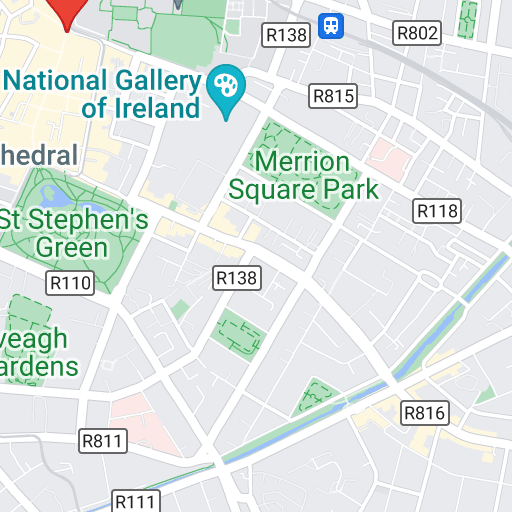 R138
R802
National Gallery
of Ireland
R815
hedral
Merrion
Square Park
R118
St Stephen's
Green
R110
R138
veagh
ardens
R816
R811
R111